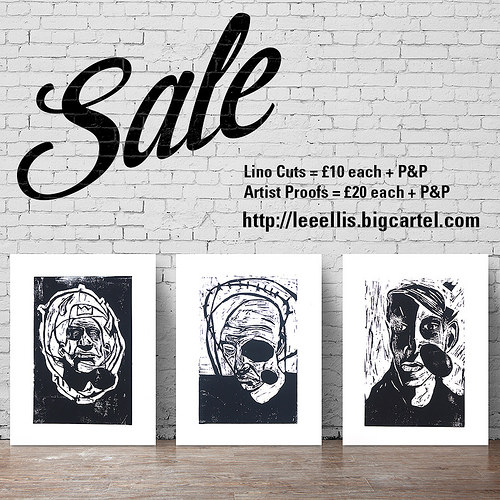 Sale
Lino Cuts = £10 each + P&P
Artist Proofs = £20 each + P&P
http://leeellis.bigcartel.com